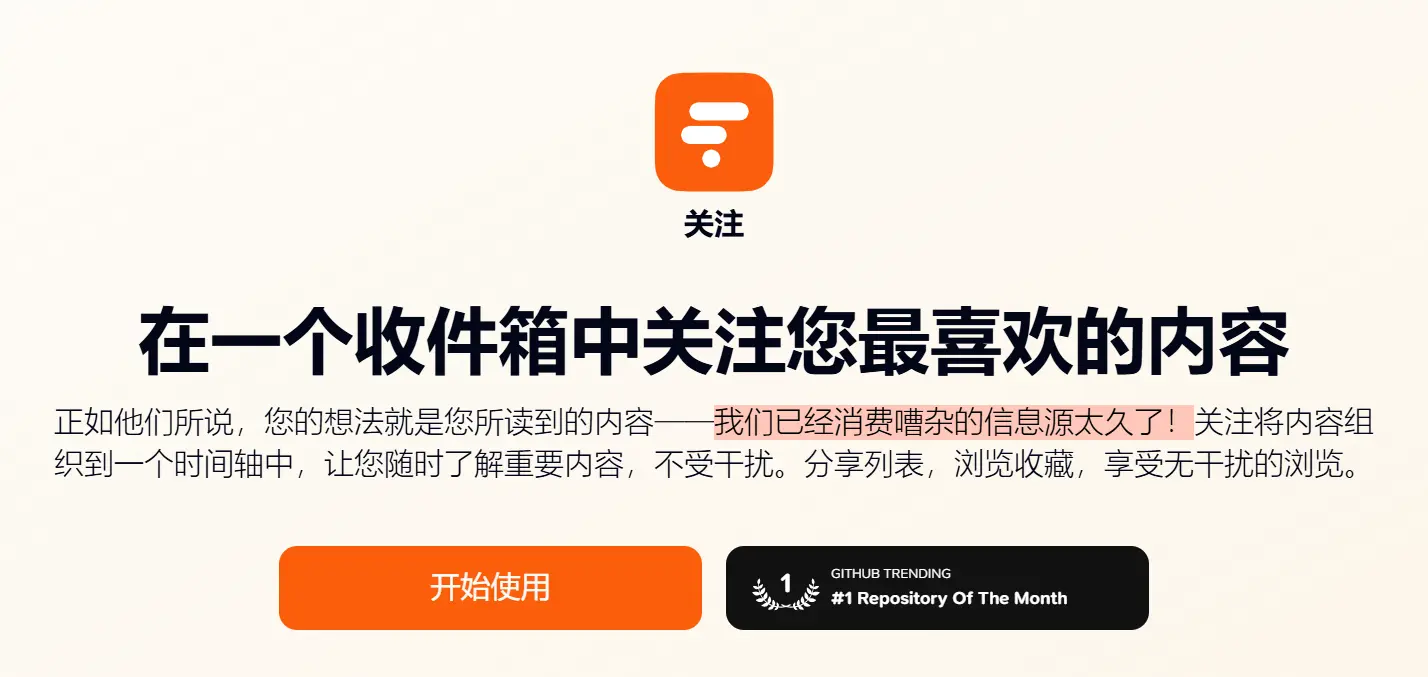 关注
在一个收件箱中关注您最喜欢的内容
正如他们所说，您的想法就是您所读到的内容——我们已经消费嘈杂的信息源太久了！关注将内容组
织到一个时间轴中，让您随时了解重要内容，不受干扰。分享列表，浏览收藏，享受无干扰的浏览。
开始使用
1
GITHUB TRENDING
#1 Repository Of The Month